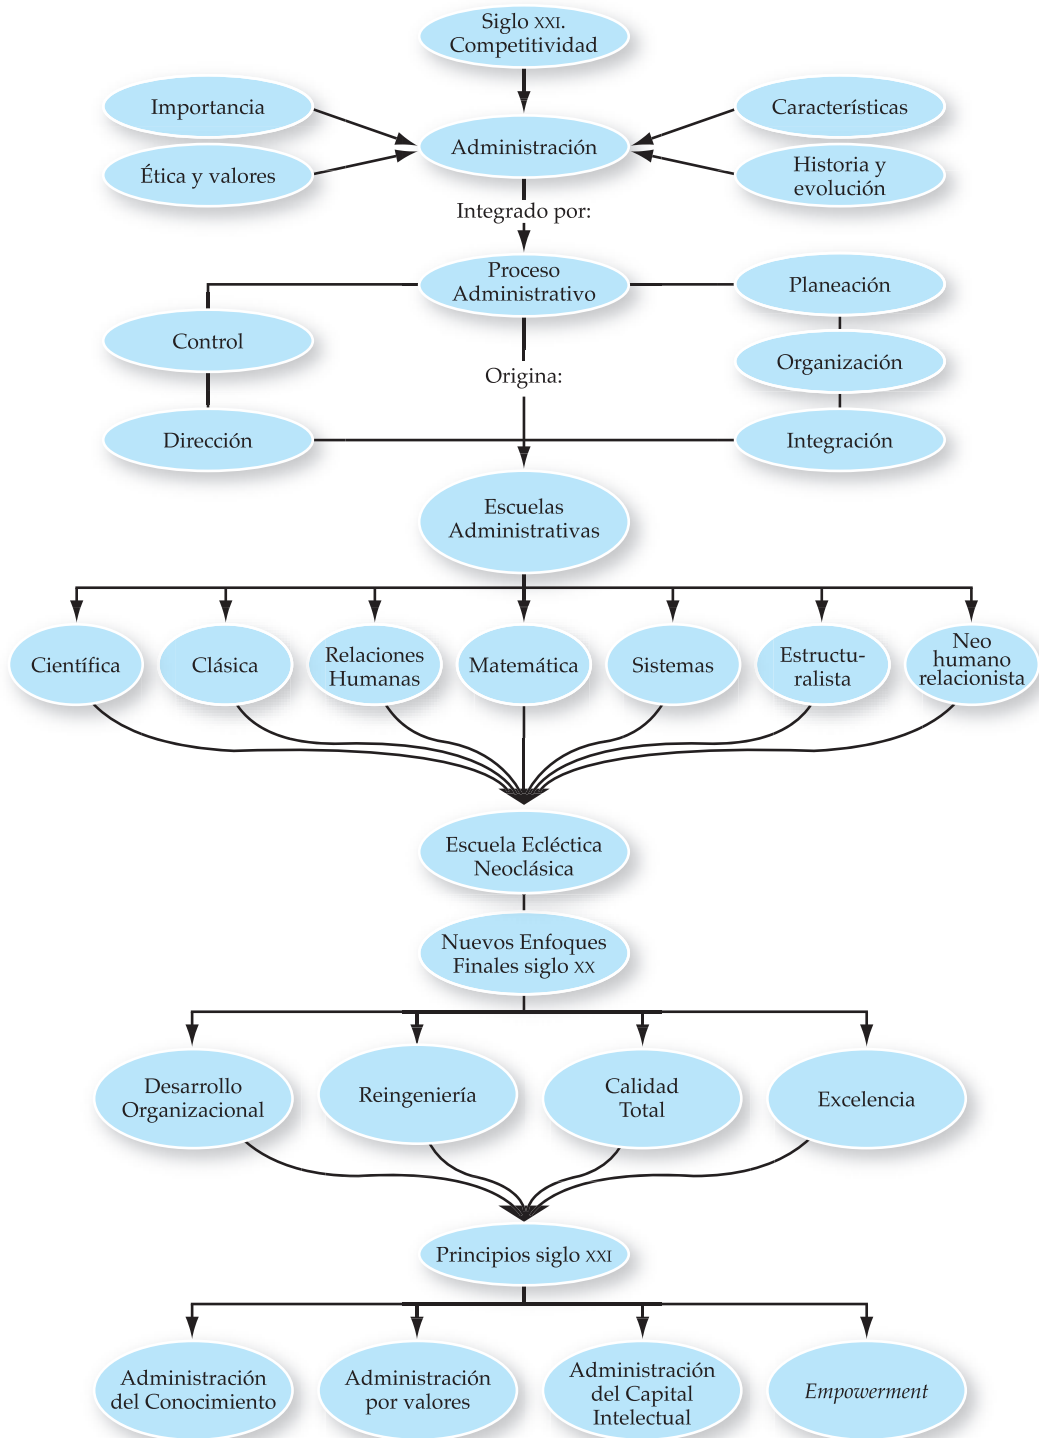 Siglo XXI.
Competitividad
Importancia
Características
Administración
Ética y valores
Historia y
evolución
Integrado por:
Proceso
Administrativo
Planeación
Control
Organización
Origina:
Dirección
Integración
Escuelas
Administrativas
Científica
Clásica
Relaciones
Humanas
Matemática
Sistemas
Estructu-
ralista
Neo
humano
relacionista
Escuela Ecléctica
Neoclásica
Nuevos Enfoques
Finales siglo XX
Desarrollo
Organizacional
Reingeniería
Calidad
Total
Excelencia
Principios siglo XXI
Administración
del Conocimiento
Administración
por valores
Administración
del Capital
Intelectual
Empowerment